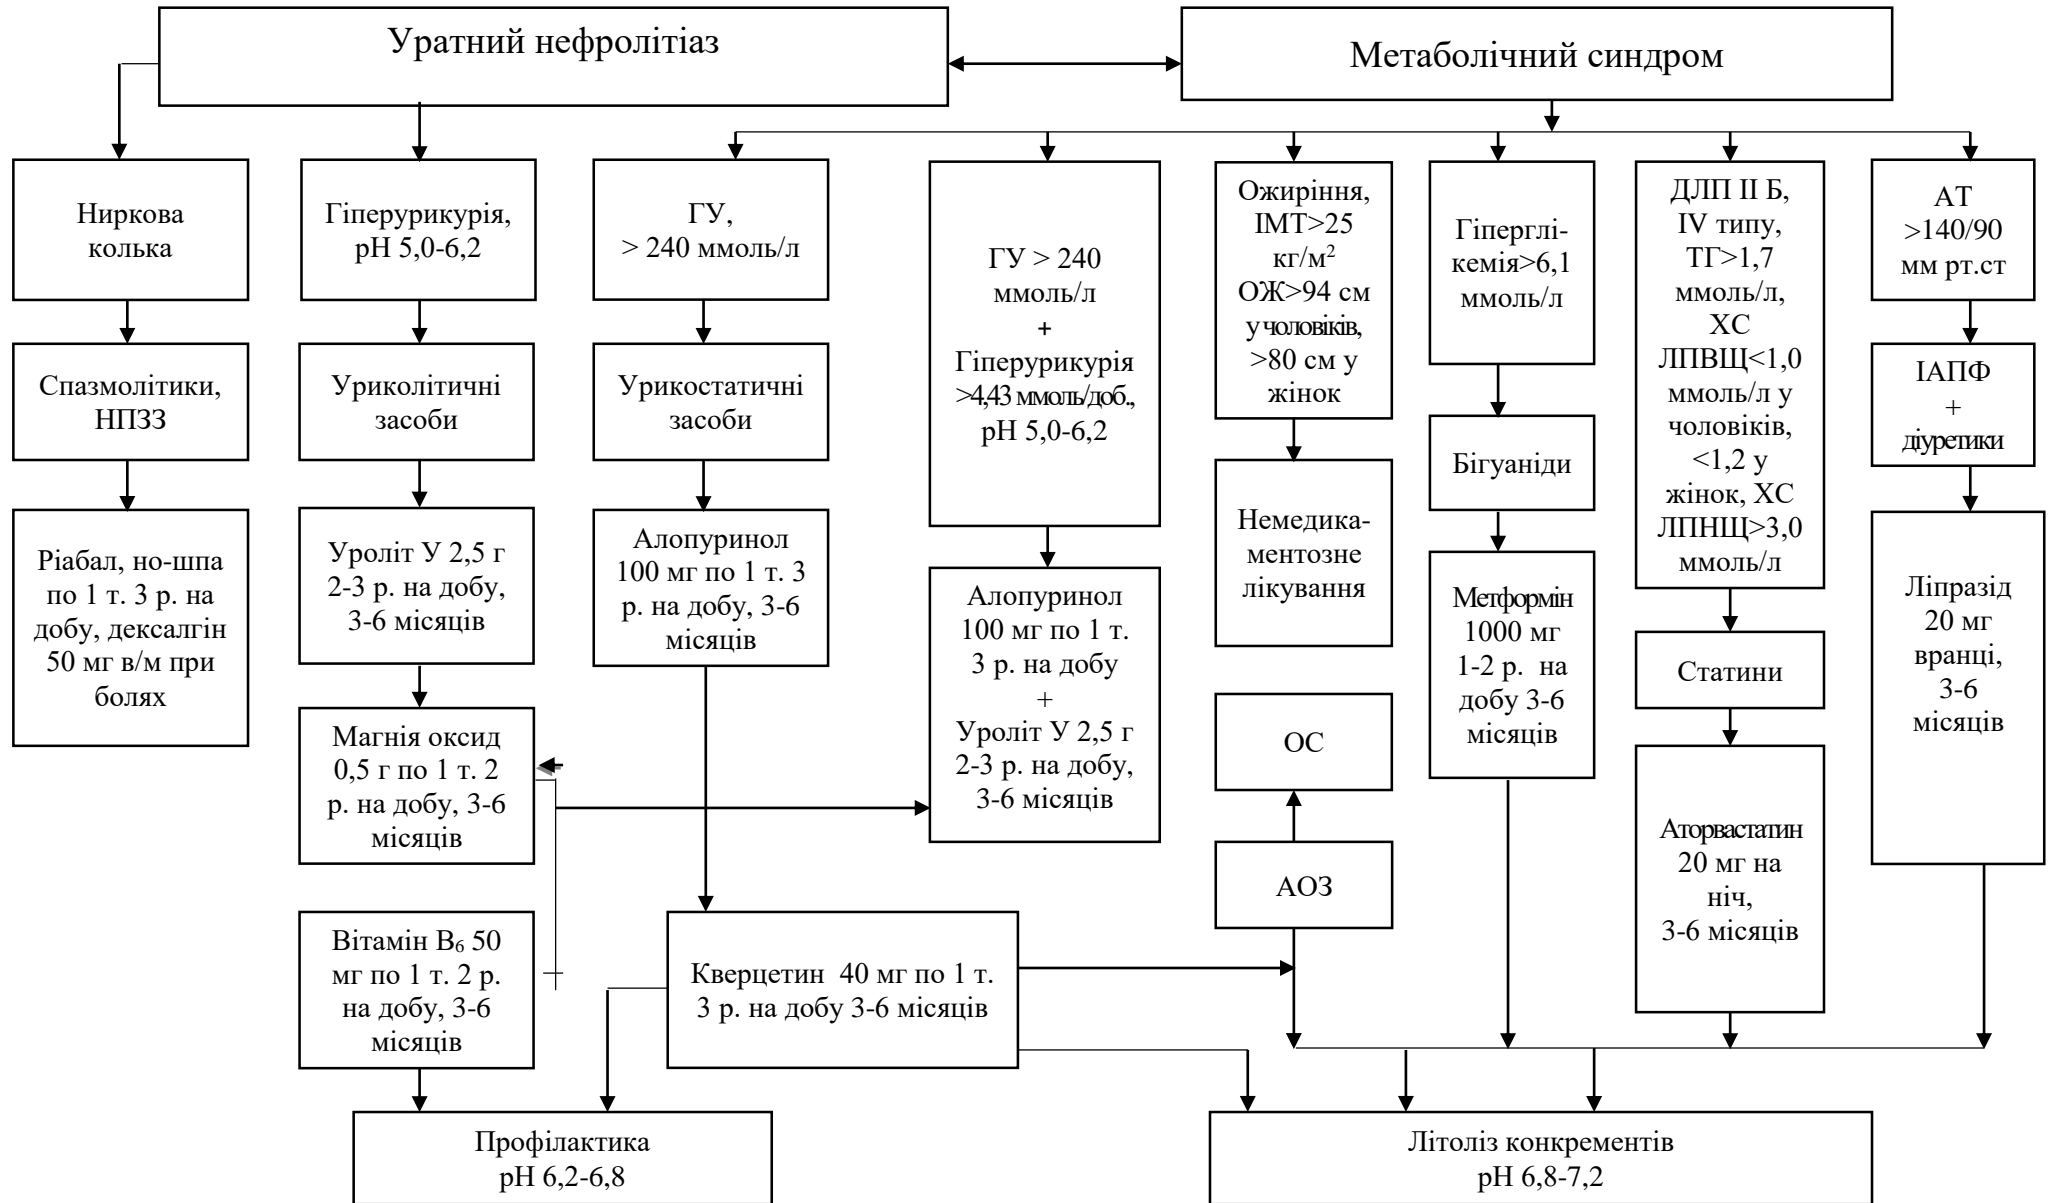 Уратний нефролітіаз
Метаболічний синдром
Ниркова
колька
Гіперурикурія,
рН 5,0-6,2
ГУ,
> 240 ммоль/л
ГУ > 240
ммоль/л
+
Гіперурикурія
>4,43 ммоль/доб.,
рН 5,0-6,2
Ожиріння,
ІМТ>25
кг/м²
ОЖ>94 см
у чоловіків,
>80 см у
жінок
Гіперглі-
кемія>6,1
ммоль/л
ДЛП ІІ Б,
IV типу,
ТГ>1,7
ммоль/л,
ХС
ЛПВЩ<1,0
ммоль/л у
чоловіків,
<1,2 у
жінок, ХС
ЛПНЩ>3,0
ммоль/л
АТ
>140/90
мм рт.ст
Спазмолітики,
НПЗЗ
Уриколітичні
засоби
Урикостатичні
засоби
Бігуаніди
ІАПФ
+
діуретики
Ріабал, но-шпа
по 1 т. 3 р. на
добу, дексалгін
50 мг в/м при
болях
Уроліт У 2,5 г
2-3 р. на добу,
3-6 місяців
Алопуринол
100 мг по 1 т. 3
р. на добу, 3-6
місяців
Алопуринол
100 мг по 1 т.
3 р. на добу
+
Уроліт У 2,5 г
2-3 р. на добу,
3-6 місяців
Немедика-
ментозне
лікування
Метформін
1000 мг
1-2 р. на
добу 3-6
місяців
Статини
Ліпразід
20 мг
вранці,
3-6
місяців
Магнія оксид
0,5 г по 1 т. 2
р. на добу, 3-6
місяців
ОС
АОЗ
Аторвастатин
20 мг на
ніч,
3-6 місяців
Вітамін В₆ 50
мг по 1 т. 2 р.
на добу, 3-6
місяців
Кверцетин 40 мг по 1 т.
3 р. на добу 3-6 місяців
Профілактика
рН 6,2-6,8
Літоліз конкрементів
рН 6,8-7,2